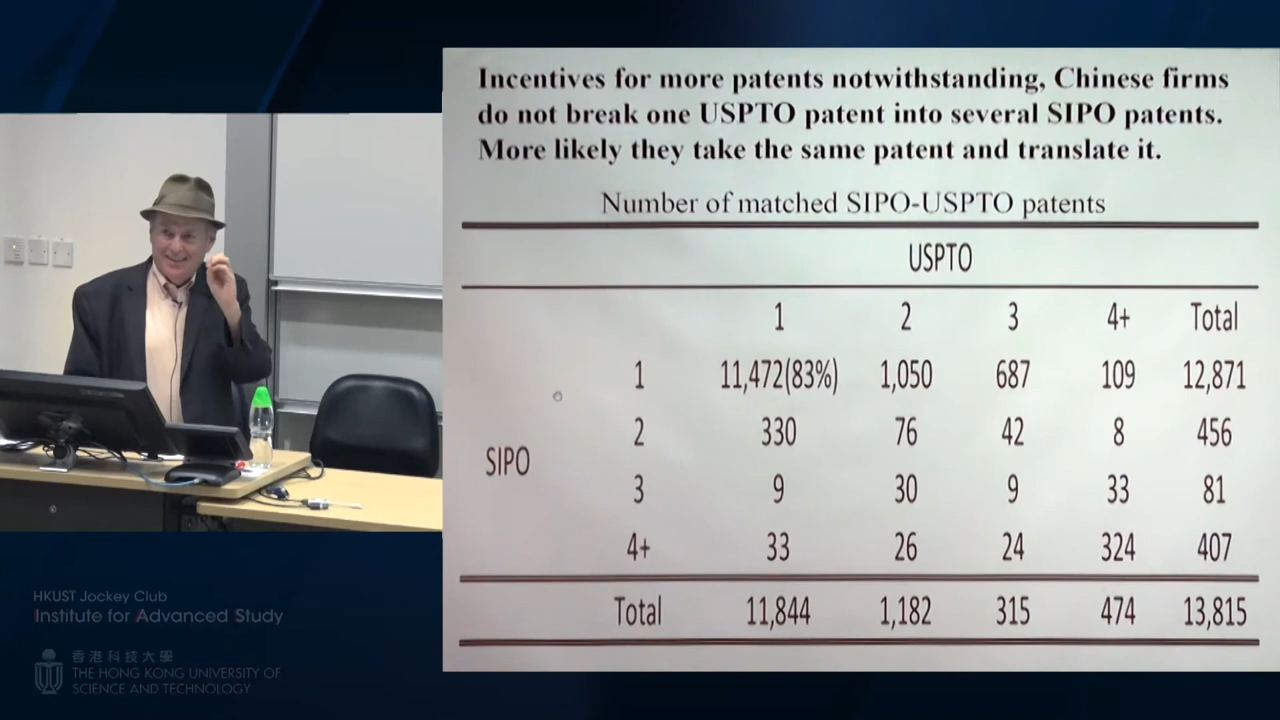 Incentives for more patents notwithstanding, Chinese firms
do not break one USPTO patent into several SIPO patents.
More likely they take the same patent and translate it.
Number of matched SIPO-USPTO patents
USPTO
1 2 3 4+ Total
1 11,472(83%) 1,050 687 109 12,871
2 330 76 42 8 456
SIPO
3 9 30 9 33 81
4+ 33 26 24 324 407
Total 11,844 1,182 315 474 13,815
HKUST Jockey Club
Institute for Advanced Study
香港科技大學
THE HONG KONG UNIVERSITY OF
SCIENCE AND TECHNOLOGY